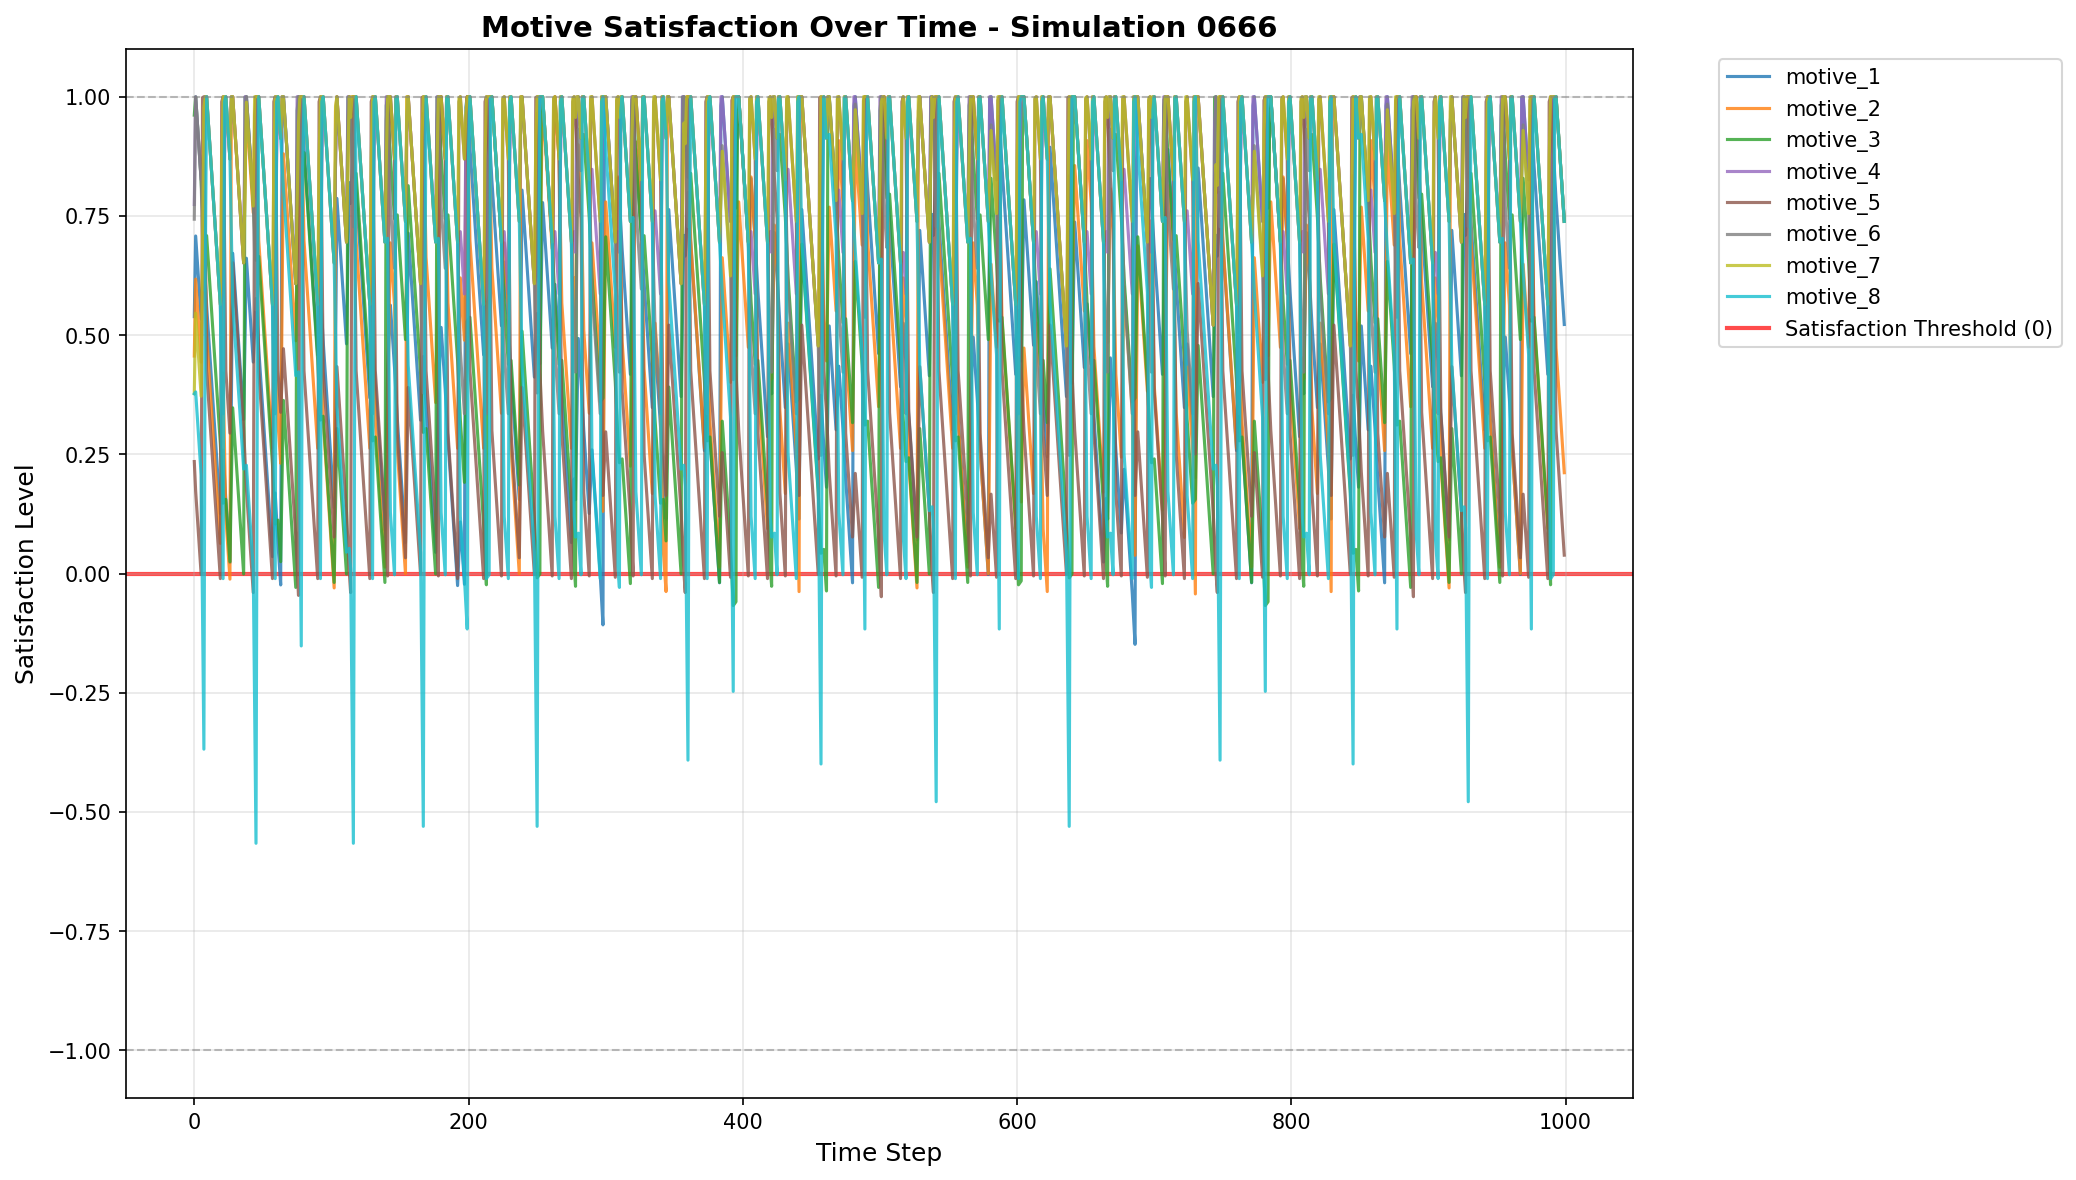 Motive Satisfaction Over Time - Simulation 0666
Satisfaction Level
1.00
0.75
0.50
0.25
0.00
−0.25
−0.50
−0.75
−1.00
0
200
400
600
800
1000
Time Step
motive_1
motive_2
motive_3
motive_4
motive_5
motive_6
motive_7
motive_8
Satisfaction Threshold (0)